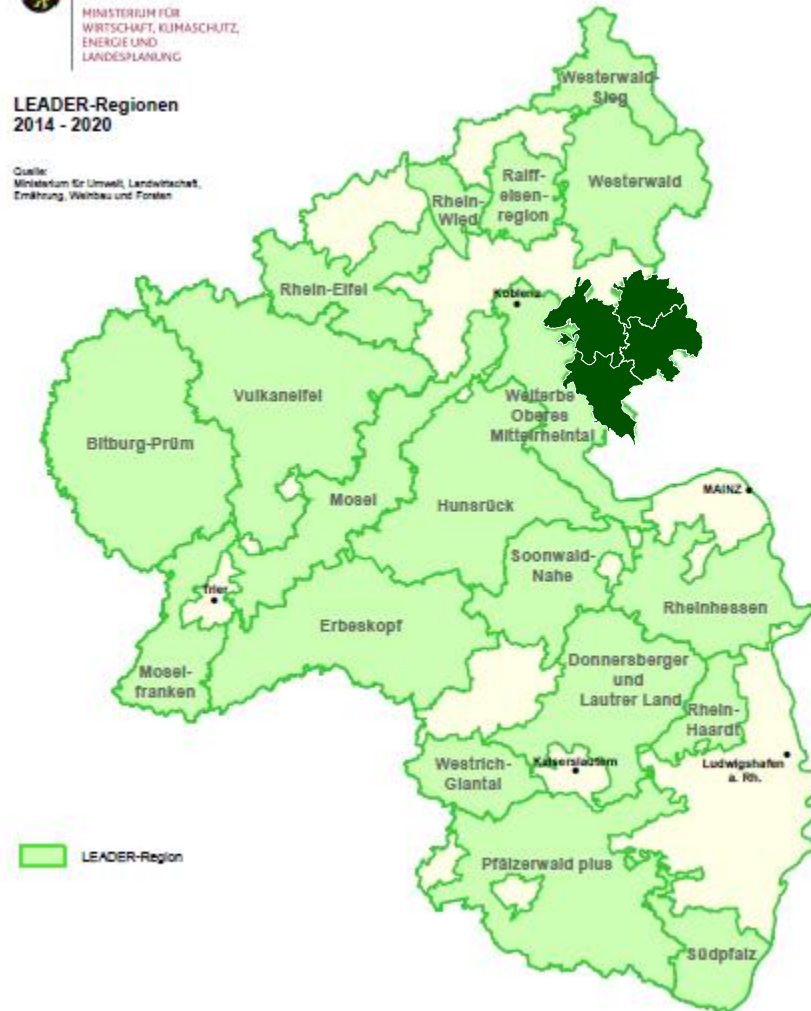 MINISTERIUM FÜR
WIRTSCHAFT, KLIMASCHUTZ,
ENERGIE UND
LANDESPLANUNG
LEADER-Regionen
2014 - 2020
Quelle:
Ministerium für Umwelt, Landwirtschaft,
Ernährung, Weinbau und Forsten
Westerwald-
Sieg
Westerwald
Raiff-
eisen-
region
Rhein-
Wied
Rhein-Eifel
Koblenz
Vulkaneifel
Welterbe
Oberes
Mittelrheintal
Bitburg-Prüm
Mosel
Hunsrück
MAINZ
Soonwald-
Nahe
Trier
Rheinhessen
Erbeskopf
Mosel-
franken
Donnersberger
und
Lautrer Land
Rhein-
Haardt
Westrich-
Glantal
Kaiserslautern
Ludwigshafen
a. Rh.
LEADER-Region
Pfälzerwald plus
Südpfalz